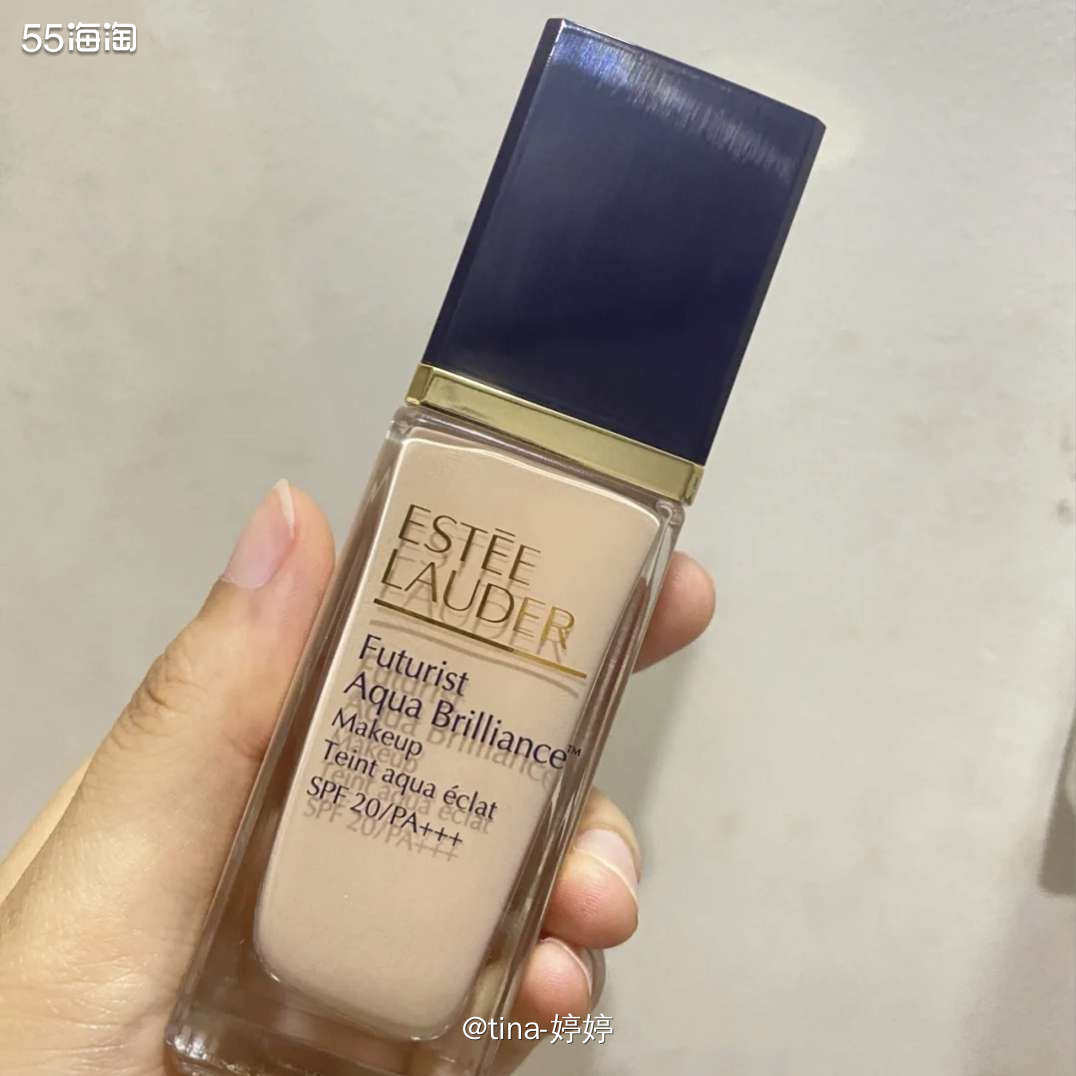 55海淘
ESTĒE
LAUDER
Futurist
Aqua Brilliance™
Makeup
Teint aqua éclat
SPF 20/PA+++
@tina-婷婷